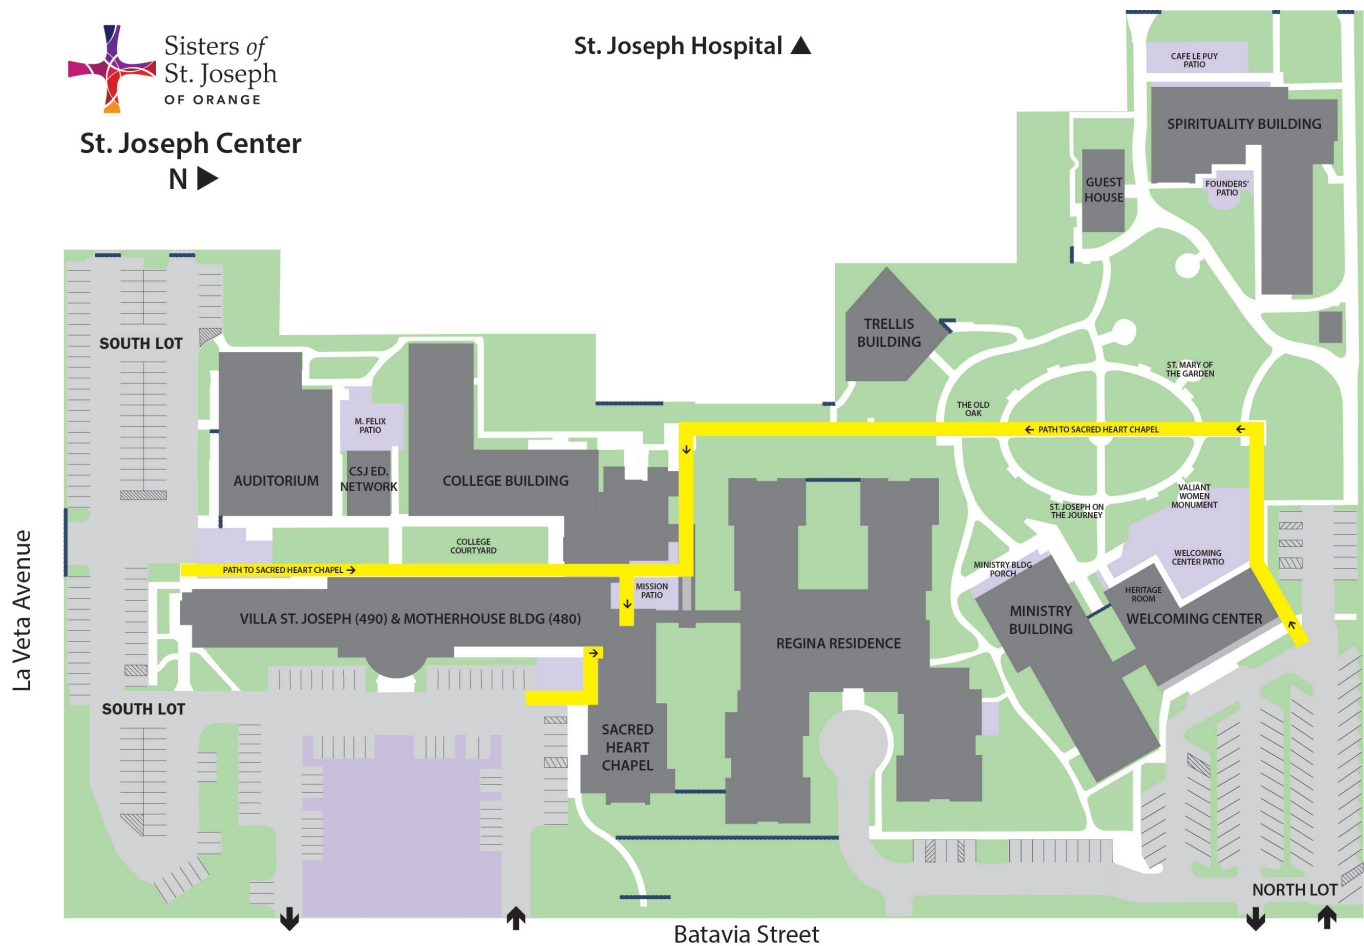 Sisters of
St. Joseph
OF ORANGE
St. Joseph Center
N
St. Joseph Hospital
CAFE LE PUY
PATIO
SPIRITUALITY BUILDING
GUEST
HOUSE
FOUNDERS'
PATIO
TRELLIS
BUILDING
SOUTH LOT
ST. MARY OF
THE GARDEN
THE OLD
OAK
M. FELIX
PATIO
PATH TO SACRED HEART CHAPEL
AUDITORIUM
CSJ ED.
NETWORK
COLLEGE BUILDING
VALIANT
WOMEN
MONUMENT
ST. JOSEPH ON
THE JOURNEY
COLLEGE
COURTYARD
WELCOMING
CENTER PATIO
PATH TO SACRED HEART CHAPEL
MINISTRY BLDG
PORCH
MISSION
PATIO
HERITAGE
ROOM
VILLA ST. JOSEPH (490) & MOTHERHOUSE BLDG (480)
MINISTRY
BUILDING
WELCOMING CENTER
REGINA RESIDENCE
La Veta Avenue
SOUTH LOT
SACRED
HEART
CHAPEL
NORTH LOT
Batavia Street